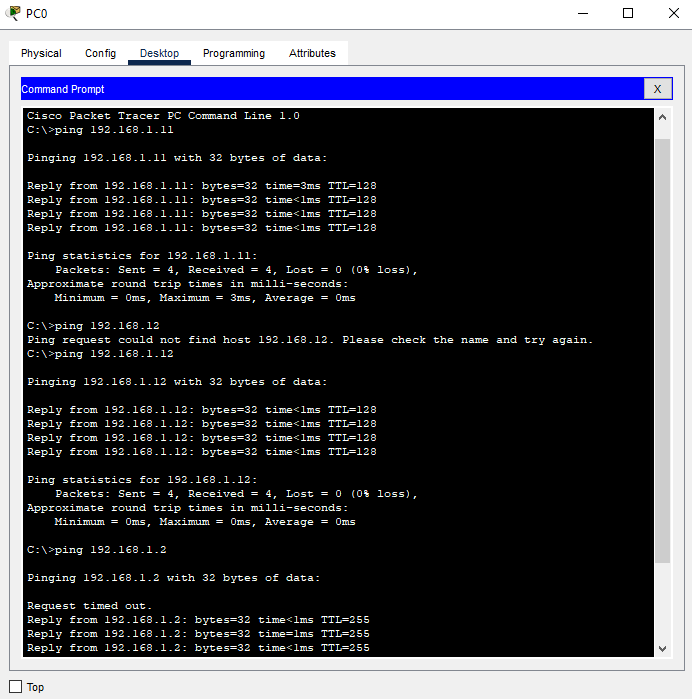 PC0
Physical Config Desktop Programming Attributes
Command Prompt X
Cisco Packet Tracer PC Command Line 1.0
C:\>ping 192.168.1.11
Pinging 192.168.1.11 with 32 bytes of data:
Reply from 192.168.1.11: bytes=32 time=3ms TTL=128
Reply from 192.168.1.11: bytes=32 time<1ms TTL=128
Reply from 192.168.1.11: bytes=32 time<1ms TTL=128
Reply from 192.168.1.11: bytes=32 time<1ms TTL=128
Ping statistics for 192.168.1.11:
Packets: Sent = 4, Received = 4, Lost = 0 (0% loss),
Approximate round trip times in milli-seconds:
Minimum = 0ms, Maximum = 3ms, Average = 0ms
C:\>ping 192.168.12
Ping request could not find host 192.168.12. Please check the name and try again.
C:\>ping 192.168.1.12
Pinging 192.168.1.12 with 32 bytes of data:
Reply from 192.168.1.12: bytes=32 time<1ms TTL=128
Reply from 192.168.1.12: bytes=32 time<1ms TTL=128
Reply from 192.168.1.12: bytes=32 time<1ms TTL=128
Reply from 192.168.1.12: bytes=32 time<1ms TTL=128
Ping statistics for 192.168.1.12:
Packets: Sent = 4, Received = 4, Lost = 0 (0% loss),
Approximate round trip times in milli-seconds:
Minimum = 0ms, Maximum = 0ms, Average = 0ms
C:\>ping 192.168.1.2
Pinging 192.168.1.2 with 32 bytes of data:
Request timed out.
Reply from 192.168.1.2: bytes=32 time<1ms TTL=255
Reply from 192.168.1.2: bytes=32 time=1ms TTL=255
Reply from 192.168.1.2: bytes=32 time<1ms TTL=255
Top